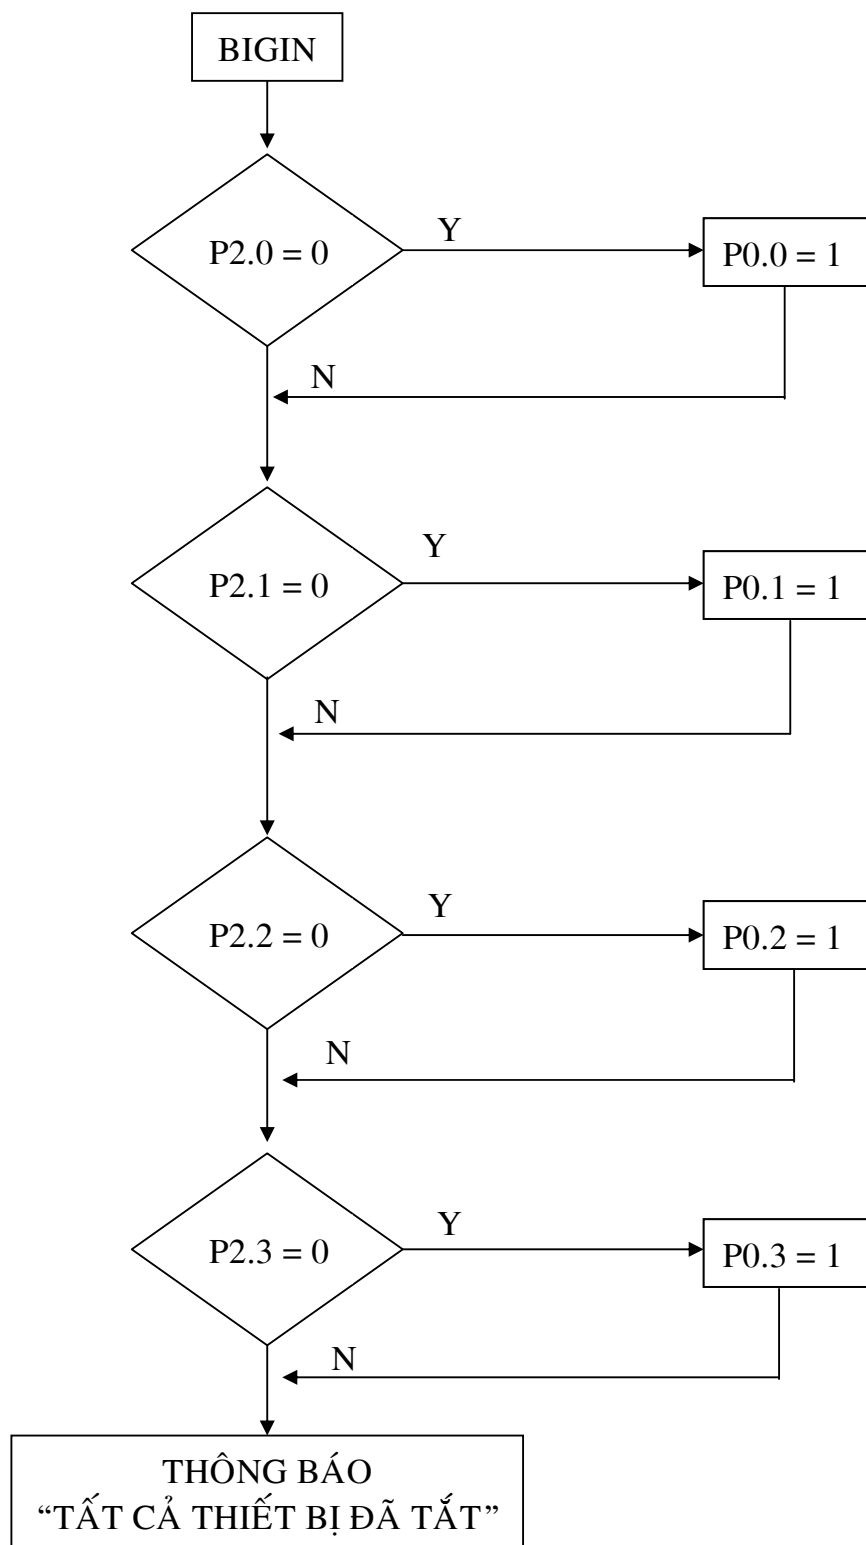 BIGIN
P2.0 = 0
Y
P0.0 = 1
N
P2.1 = 0
Y
P0.1 = 1
N
P2.2 = 0
Y
P0.2 = 1
N
P2.3 = 0
Y
P0.3 = 1
N
THÔNG BÁO
“TẤT CẢ THIẾT BỊ ĐÃ TẮT”